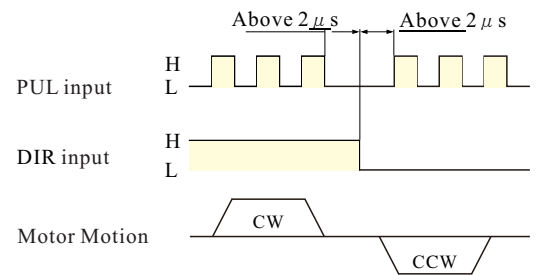 Above 2 μ s Above 2 μ s
H
PUL input L
H
DIR input L
CW
Motor Motion
CCW